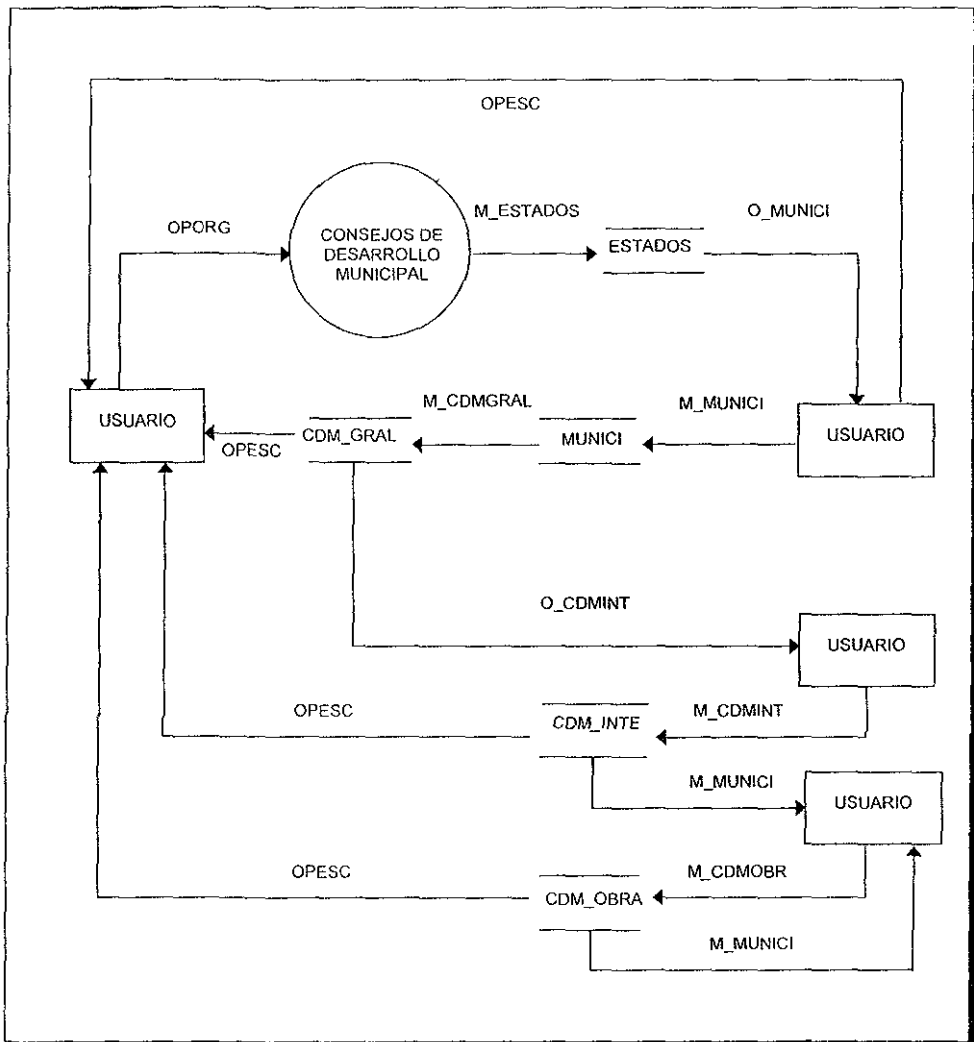 OPESC
OPORG
CONSEJOS DE
DESARROLLO
MUNICIPAL
M_ESTADOS
ESTADOS
O_MUNICI
USUARIO
OPESC
CDM_GRAL
M_CDMGRAL
MUNICI
M_MUNICI
USUARIO
O_CDMINT
USUARIO
OPESC
CDM_INTE
M_CDMINT
M_MUNICI
USUARIO
OPESC
CDM_OBRA
M_CDMOBR
M_MUNICI